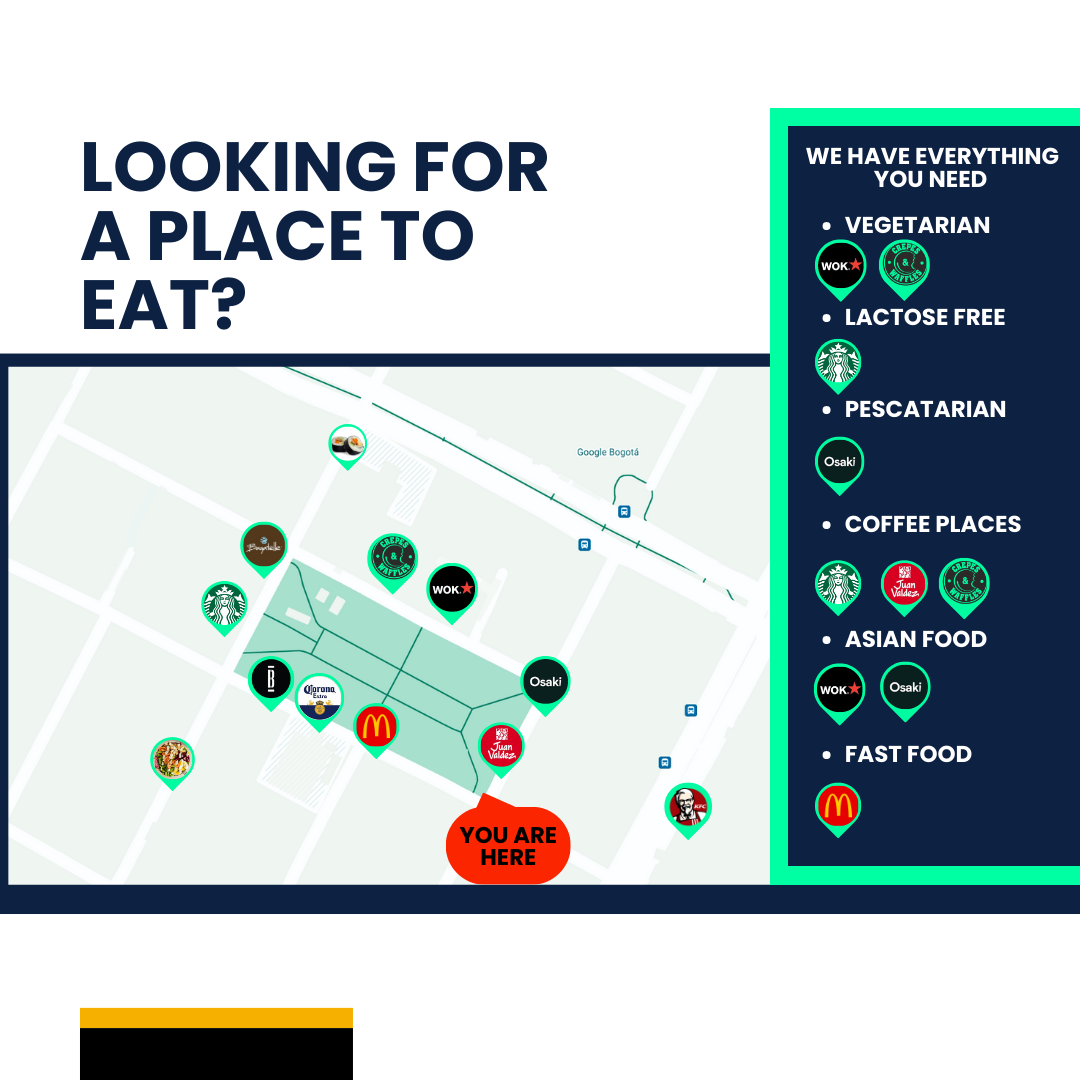 LOOKING FOR
A PLACE TO
EAT?
WE HAVE EVERYTHING
YOU NEED
• VEGETARIAN
WOK
CREPES & WAFFLES
• LACTOSE FREE
• PESCATARIAN
Osaki
• COFFEE PLACES
Juan
Valdez
CREPES & WAFFLES
• ASIAN FOOD
WOK
Osaki
• FAST FOOD
Google Bogotá
Bagatelle
CREPES & WAFFLES
WOK
B
Corona
Extra
Osaki
Juan
Valdez
KFC
YOU ARE
HERE